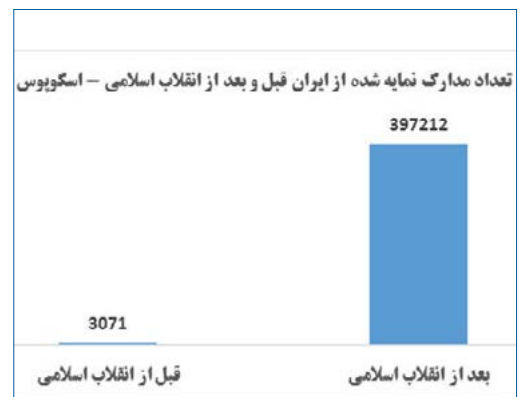 تعداد مدارک نمایه شده از ایران قبل و بعد از انقلاب اسلامی – اسکوپوس
397212
3071
بعد از انقلاب اسلامی
قبل از انقلاب اسلامی